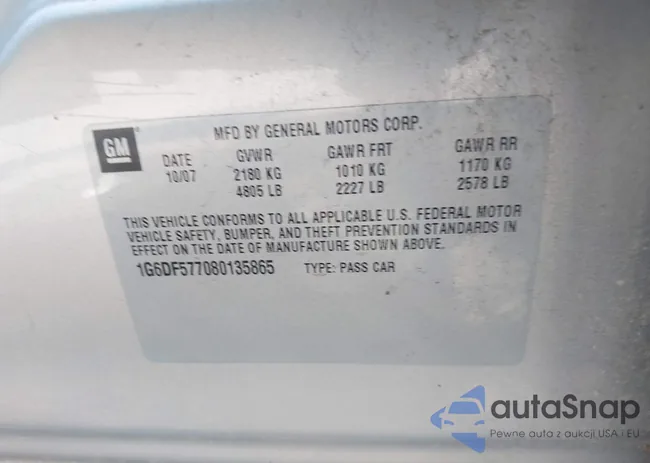 GM
MFD BY GENERAL MOTORS CORP.
DATE GVWR GAWR FRT GAWR RR
10/07 2180 KG 1010 KG 1170 KG
4805 LB 2227 LB 2578 LB
THIS VEHICLE CONFORMS TO ALL APPLICABLE U.S. FEDERAL MOTOR
VEHICLE SAFETY, BUMPER, AND THEFT PREVENTION STANDARDS IN
EFFECT ON THE DATE OF MANUFACTURE SHOWN ABOVE.
1G6DF577080135865 TYPE: PASS CAR
autaSnap
Pewne auta z aukcji USA i EU